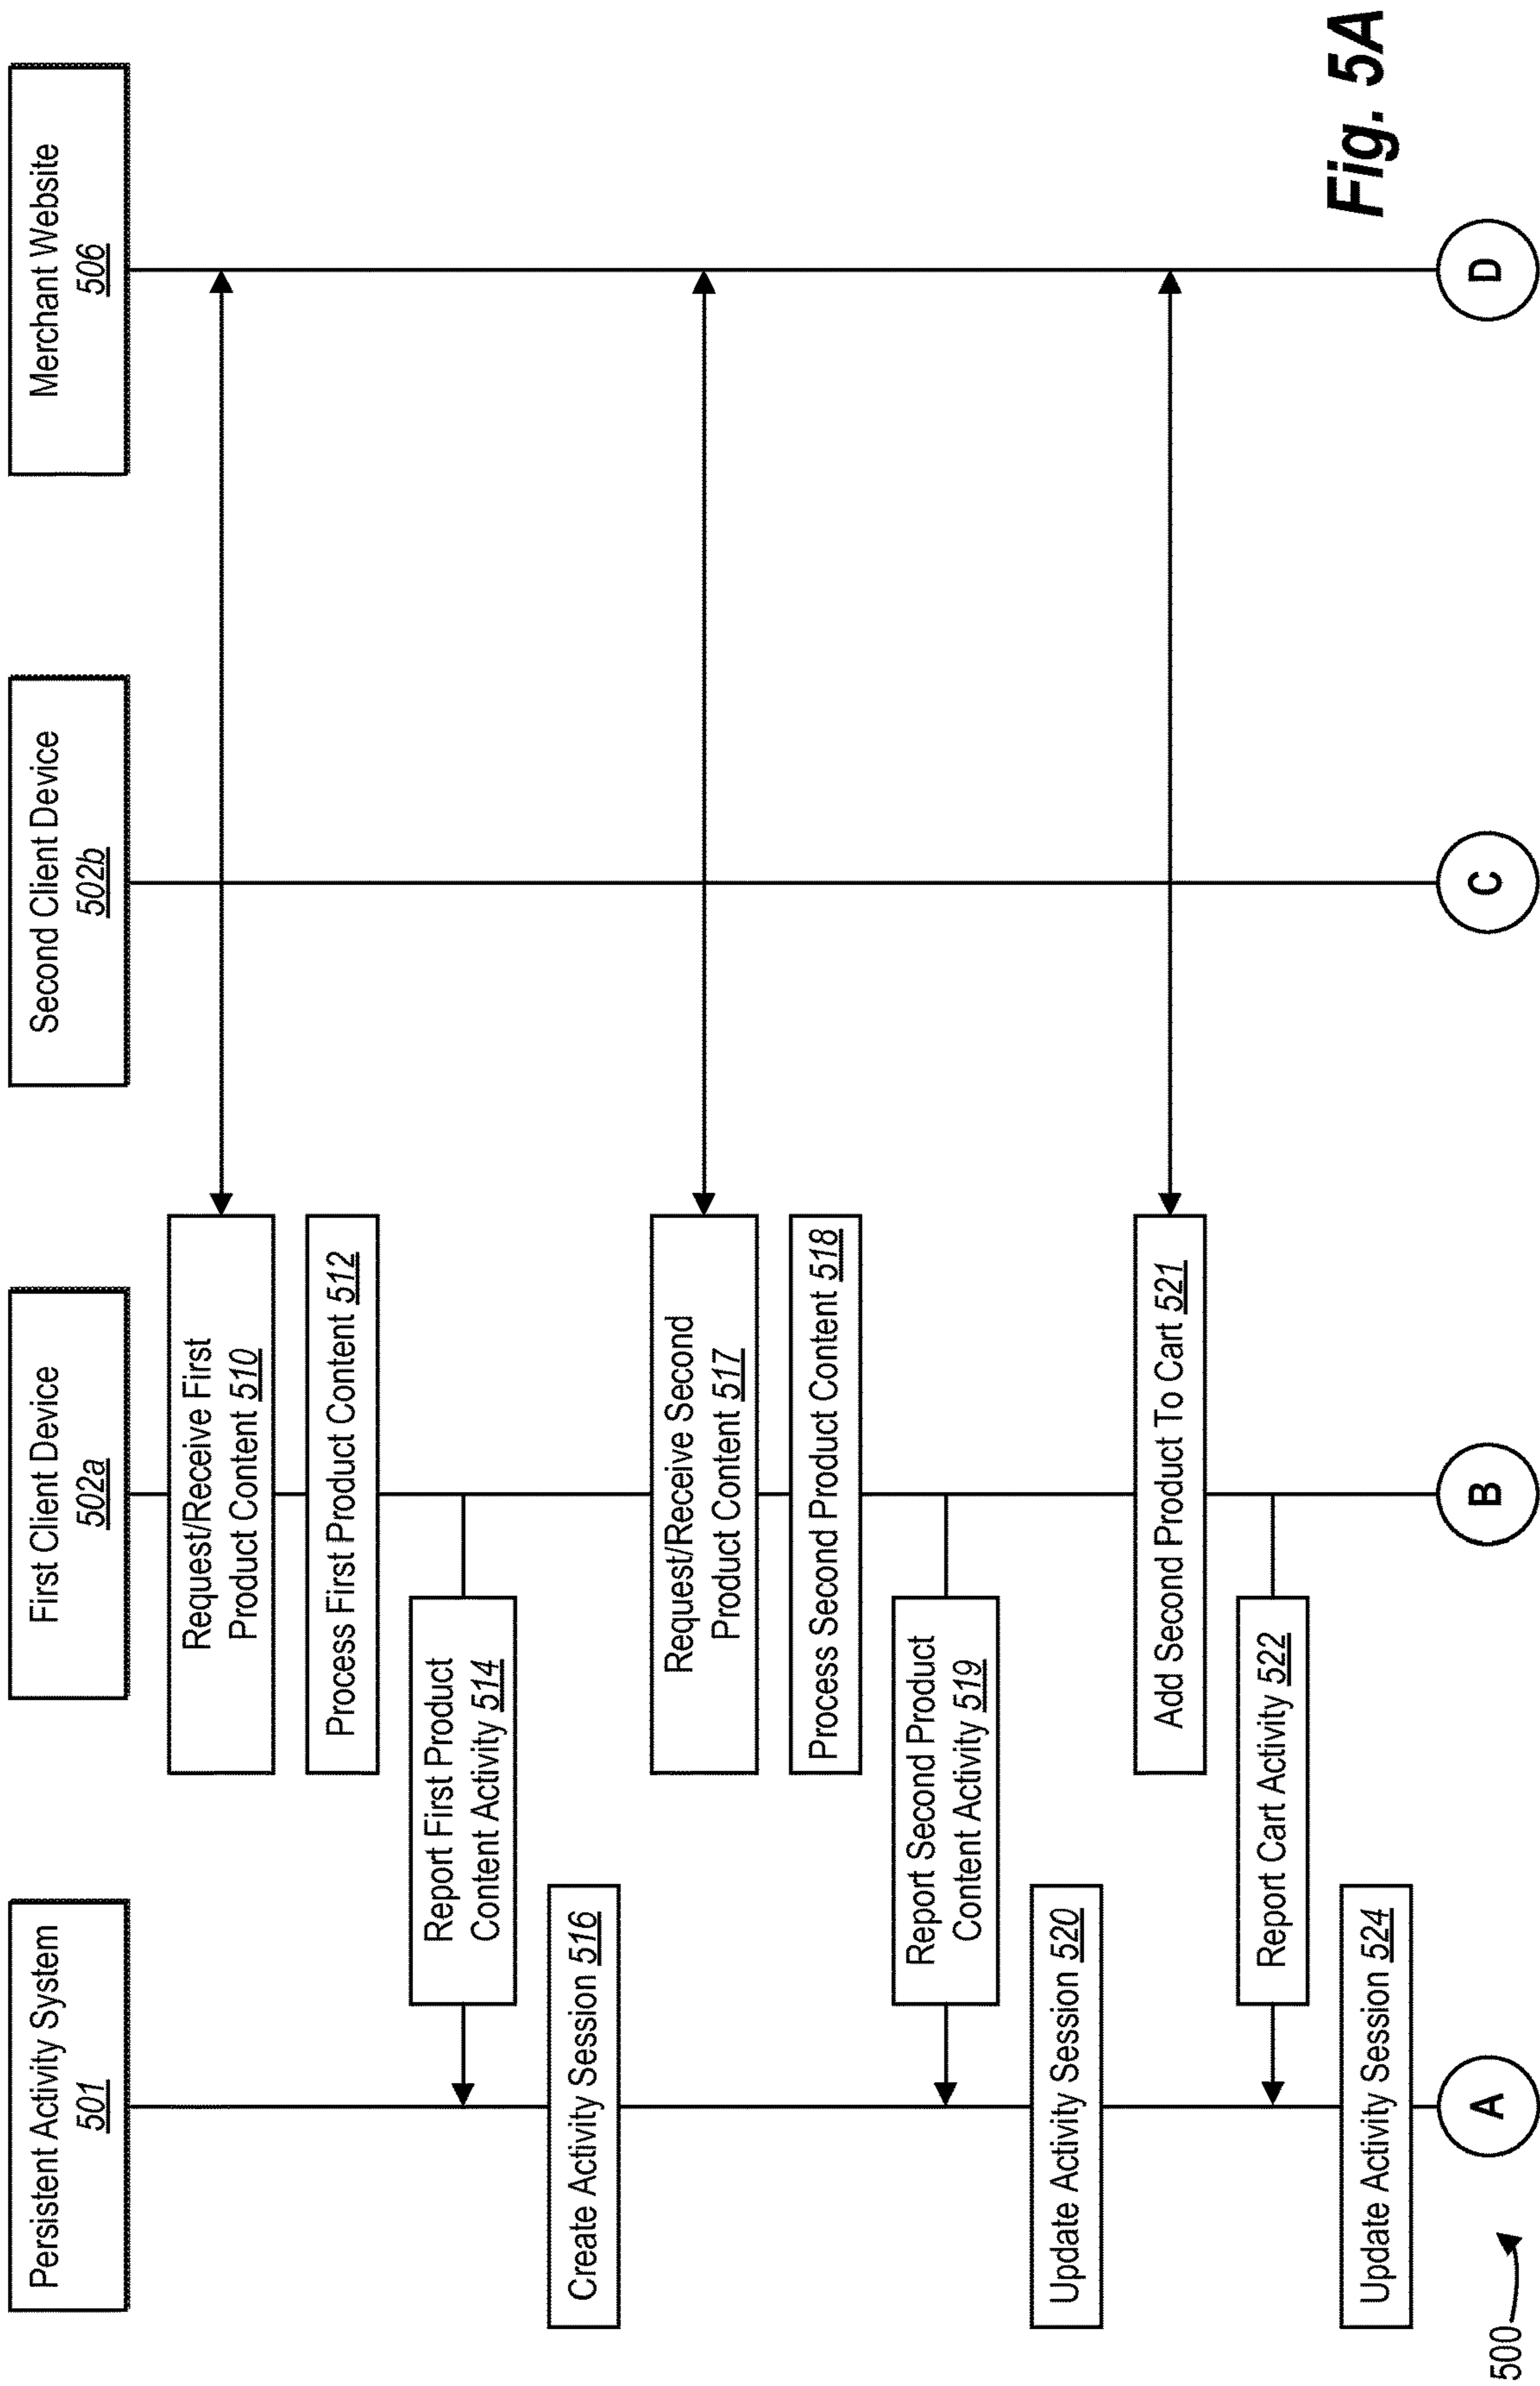 Persistent Activity System
501
First Client Device
502a
Second Client Device
502b
Merchant Website
506
Request/Receive First
Product Content 510
Process First Product Content 512
Report First Product
Content Activity 514
Create Activity Session 516
Request/Receive Second
Product Content 517
Process Second Product Content 518
Report Second Product
Content Activity 519
Update Activity Session 520
Add Second Product To Cart 521
Report Cart Activity 522
Update Activity Session 524
A
B
C
D
500
Fig. 5A